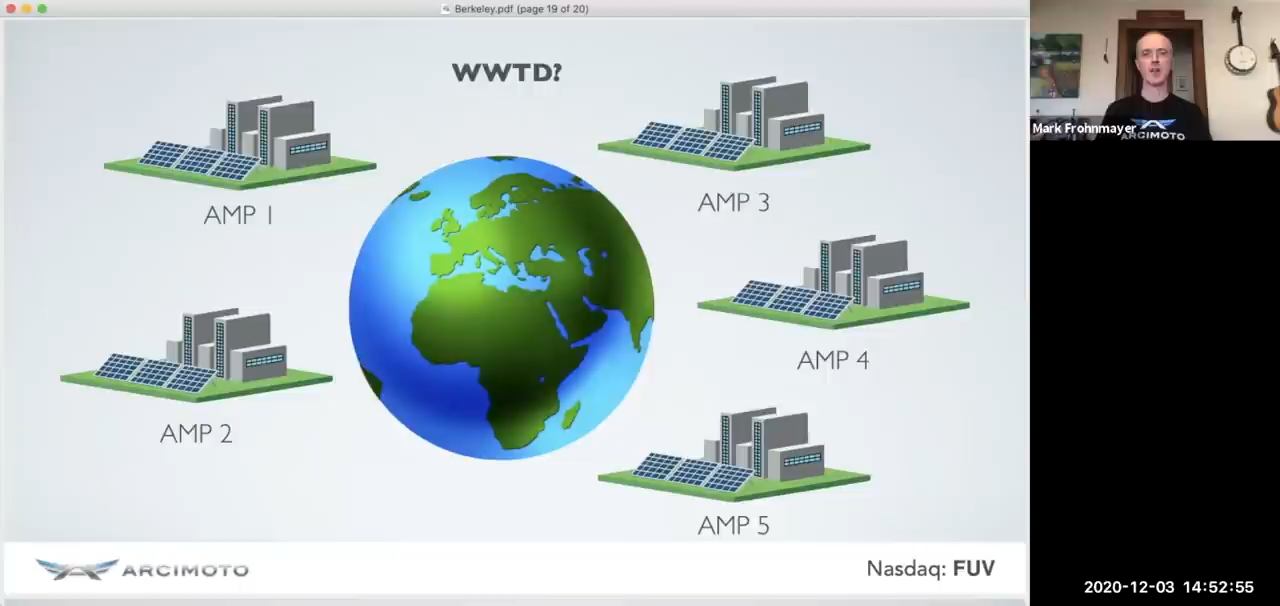 Berkeley.pdf (page 19 of 20)
WWTD?
AMP 1
AMP 3
AMP 4
AMP 2
AMP 5
ARCIMOTO
Nasdaq: FUV
Mark Frohnmayer
ARCIMOTO
2020-12-03 14:52:55